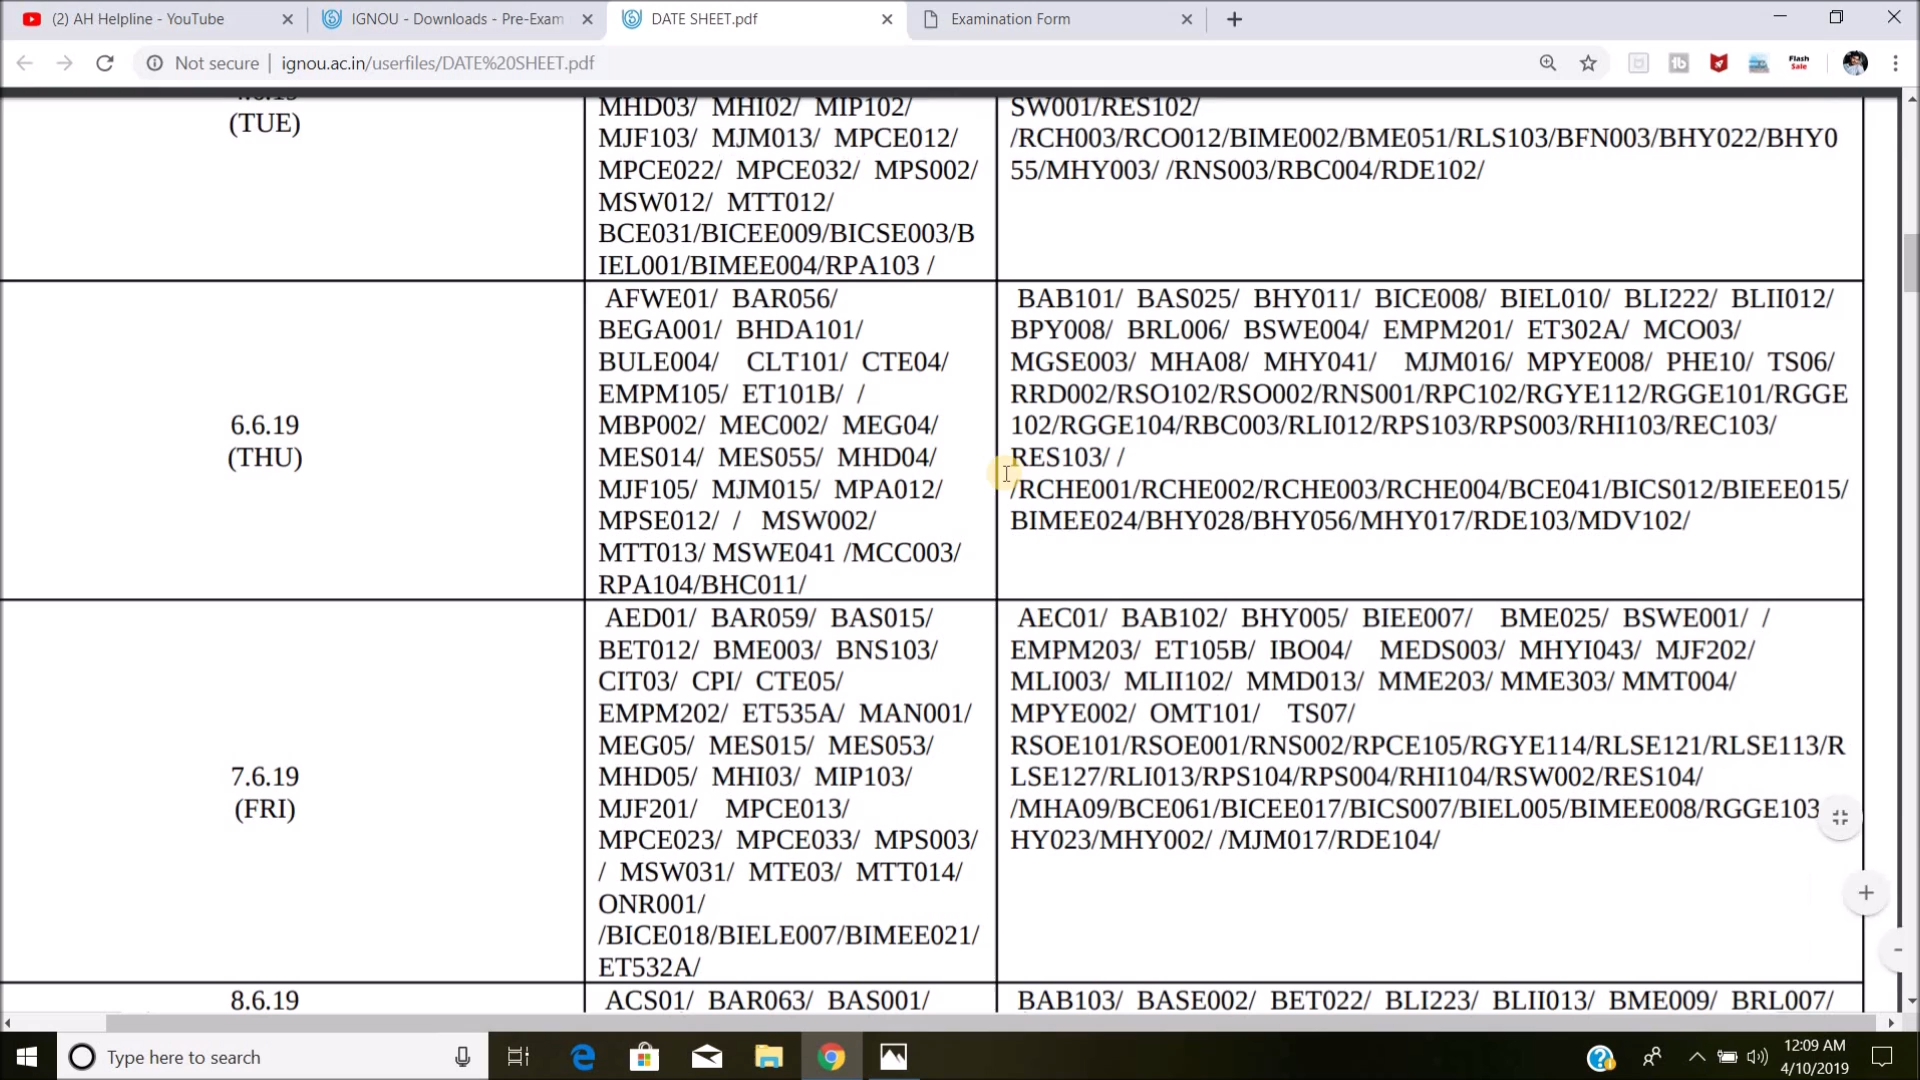 (2) AH Helpline - YouTube
IGNOU - Downloads - Pre-Exam
DATE SHEET.pdf
Examination Form
Not secure | ignou.ac.in/userfiles/DATE%20SHEET.pdf
Flash
Sale
(TUE)
MHD03/ MHI02/ MIP102/
MJF103/ MJM013/ MPCE012/
MPCE022/ MPCE032/ MPS002/
MSW012/ MTT012/
BCE031/BICEE009/BICSE003/B
IEL001/BIMEE004/RPA103 /
SW001/RES102/
/RCH003/RCO012/BIME002/BME051/RLS103/BFN003/BHY022/BHY0
55/MHY003/ /RNS003/RBC004/RDE102/
6.6.19
(THU)
AFWE01/ BAR056/
BEGA001/ BHDA101/
BULE004/ CLT101/ CTE04/
EMPM105/ ET101B/ /
MBP002/ MEC002/ MEG04/
MES014/ MES055/ MHD04/
MJF105/ MJM015/ MPA012/
MPSE012/ / MSW002/
MTT013/ MSWE041 /MCC003/
RPA104/BHC011/
BAB101/ BAS025/ BHY011/ BICE008/ BIEL010/ BLI222/ BLII012/
BPY008/ BRL006/ BSWE004/ EMPM201/ ET302A/ MCO03/
MGSE003/ MHA08/ MHY041/ MJM016/ MPYE008/ PHE10/ TS06/
RRD002/RSO102/RSO002/RNS001/RPC102/RGYE112/RGGE101/RGGE
102/RGGE104/RBC003/RLI012/RPS103/RPS003/RHI103/REC103/
RES103/ /
/RCHE001/RCHE002/RCHE003/RCHE004/BCE041/BICS012/BIEEE015/
BIMEE024/BHY028/BHY056/MHY017/RDE103/MDV102/
7.6.19
(FRI)
AED01/ BAR059/ BAS015/
BET012/ BME003/ BNS103/
CIT03/ CPI/ CTE05/
EMPM202/ ET535A/ MAN001/
MEG05/ MES015/ MES053/
MHD05/ MHI03/ MIP103/
MJF201/ MPCE013/
MPCE023/ MPCE033/ MPS003/
/ MSW031/ MTE03/ MTT014/
ONR001/
/BICE018/BIELE007/BIMEE021/
ET532A/
AEC01/ BAB102/ BHY005/ BIEE007/ BME025/ BSWE001/ /
EMPM203/ ET105B/ IBO04/ MEDS003/ MHYI043/ MJF202/
MLI003/ MLII102/ MMD013/ MME203/ MME303/ MMT004/
MPYE002/ OMT101/ TS07/
RSOE101/RSOE001/RNS002/RPCE105/RGYE114/RLSE121/RLSE113/R
LSE127/RLI013/RPS104/RPS004/RHI104/RSW002/RES104/
/MHA09/BCE061/BICEE017/BICS007/BIEL005/BIMEE008/RGGE103
HY023/MHY002/ /MJM017/RDE104/
8.6.19
ACS01/ BAR063/ BAS001/
BAB103/ BASE002/ BET022/ BLI223/ BLII013/ BME009/ BRL007/
Type here to search
12:09 AM
4/10/2019